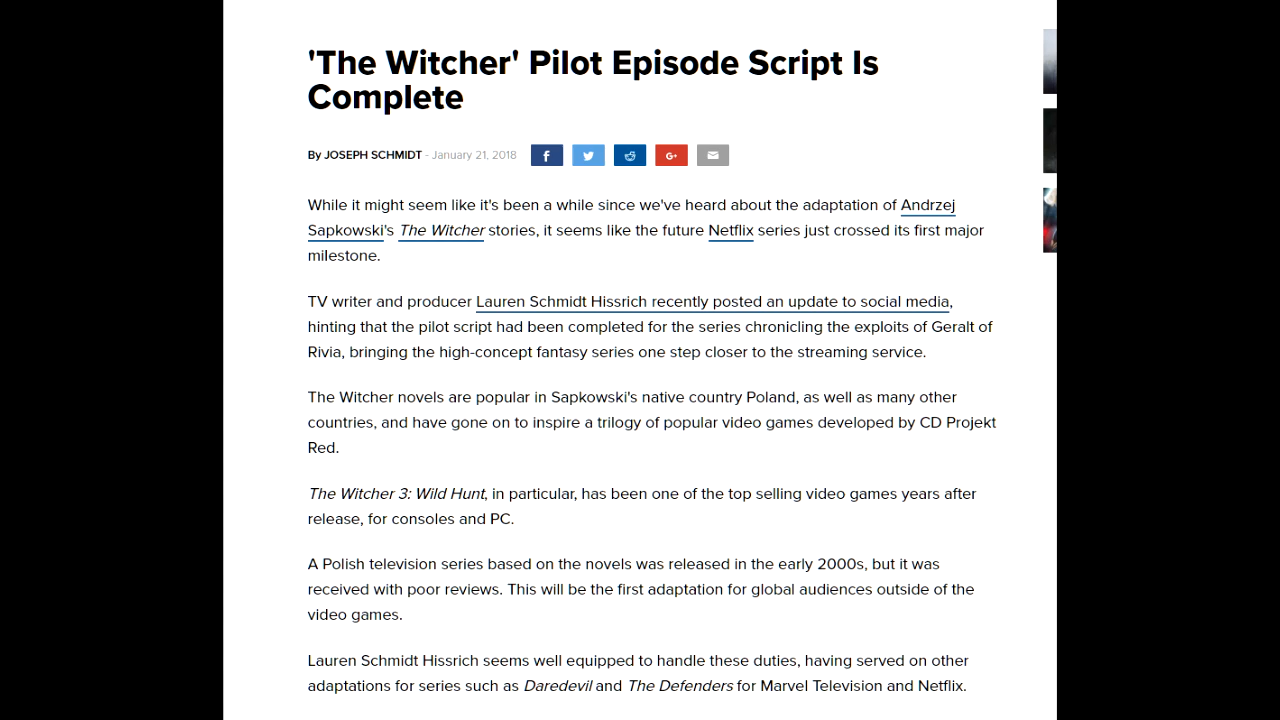 'The Witcher' Pilot Episode Script Is
Complete
By JOSEPH SCHMIDT - January 21, 2018
While it might seem like it's been a while since we've heard about the adaptation of Andrzej
Sapkowski's The Witcher stories, it seems like the future Netflix series just crossed its first major
milestone.
TV writer and producer Lauren Schmidt Hissrich recently posted an update to social media,
hinting that the pilot script had been completed for the series chronicling the exploits of Geralt of
Rivia, bringing the high-concept fantasy series one step closer to the streaming service.
The Witcher novels are popular in Sapkowski's native country Poland, as well as many other
countries, and have gone on to inspire a trilogy of popular video games developed by CD Projekt
Red.
The Witcher 3: Wild Hunt, in particular, has been one of the top selling video games years after
release, for consoles and PC.
A Polish television series based on the novels was released in the early 2000s, but it was
received with poor reviews. This will be the first adaptation for global audiences outside of the
video games.
Lauren Schmidt Hissrich seems well equipped to handle these duties, having served on other
adaptations for series such as Daredevil and The Defenders for Marvel Television and Netflix.